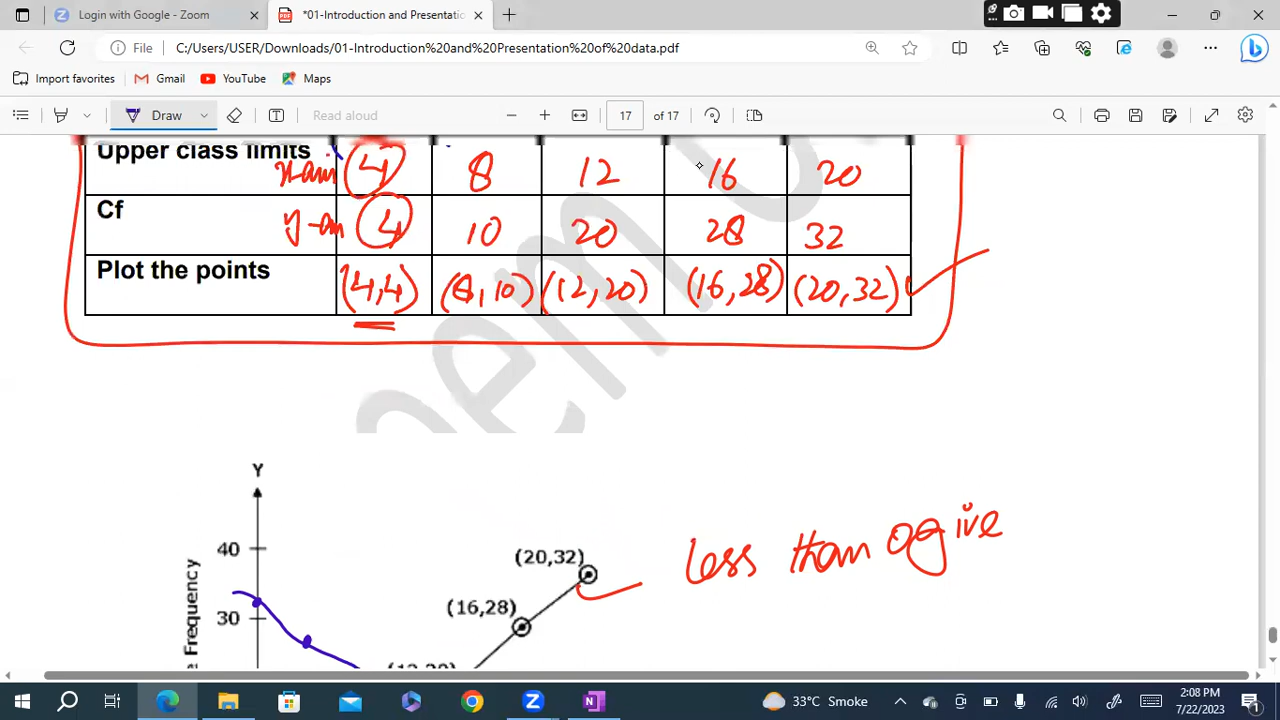 Login with Google - Zoom
*01-Introduction and Presentatio
File C:/Users/USER/Downloads/01-Introduction%20and%20Presentation%20of%20data.pdf
Import favorites Gmail YouTube Maps
Draw Read aloud 17 of 17
Upper class limits 4 8 12 16 20
Cf 4 10 20 28 32
Plot the points (4,4) (8,10) (12,20) (16,28) (20,32)
Y
less than ogive
40 (20,32)
(16,28)
30
e Frequency
33°C Smoke
2:08 PM
7/22/2023